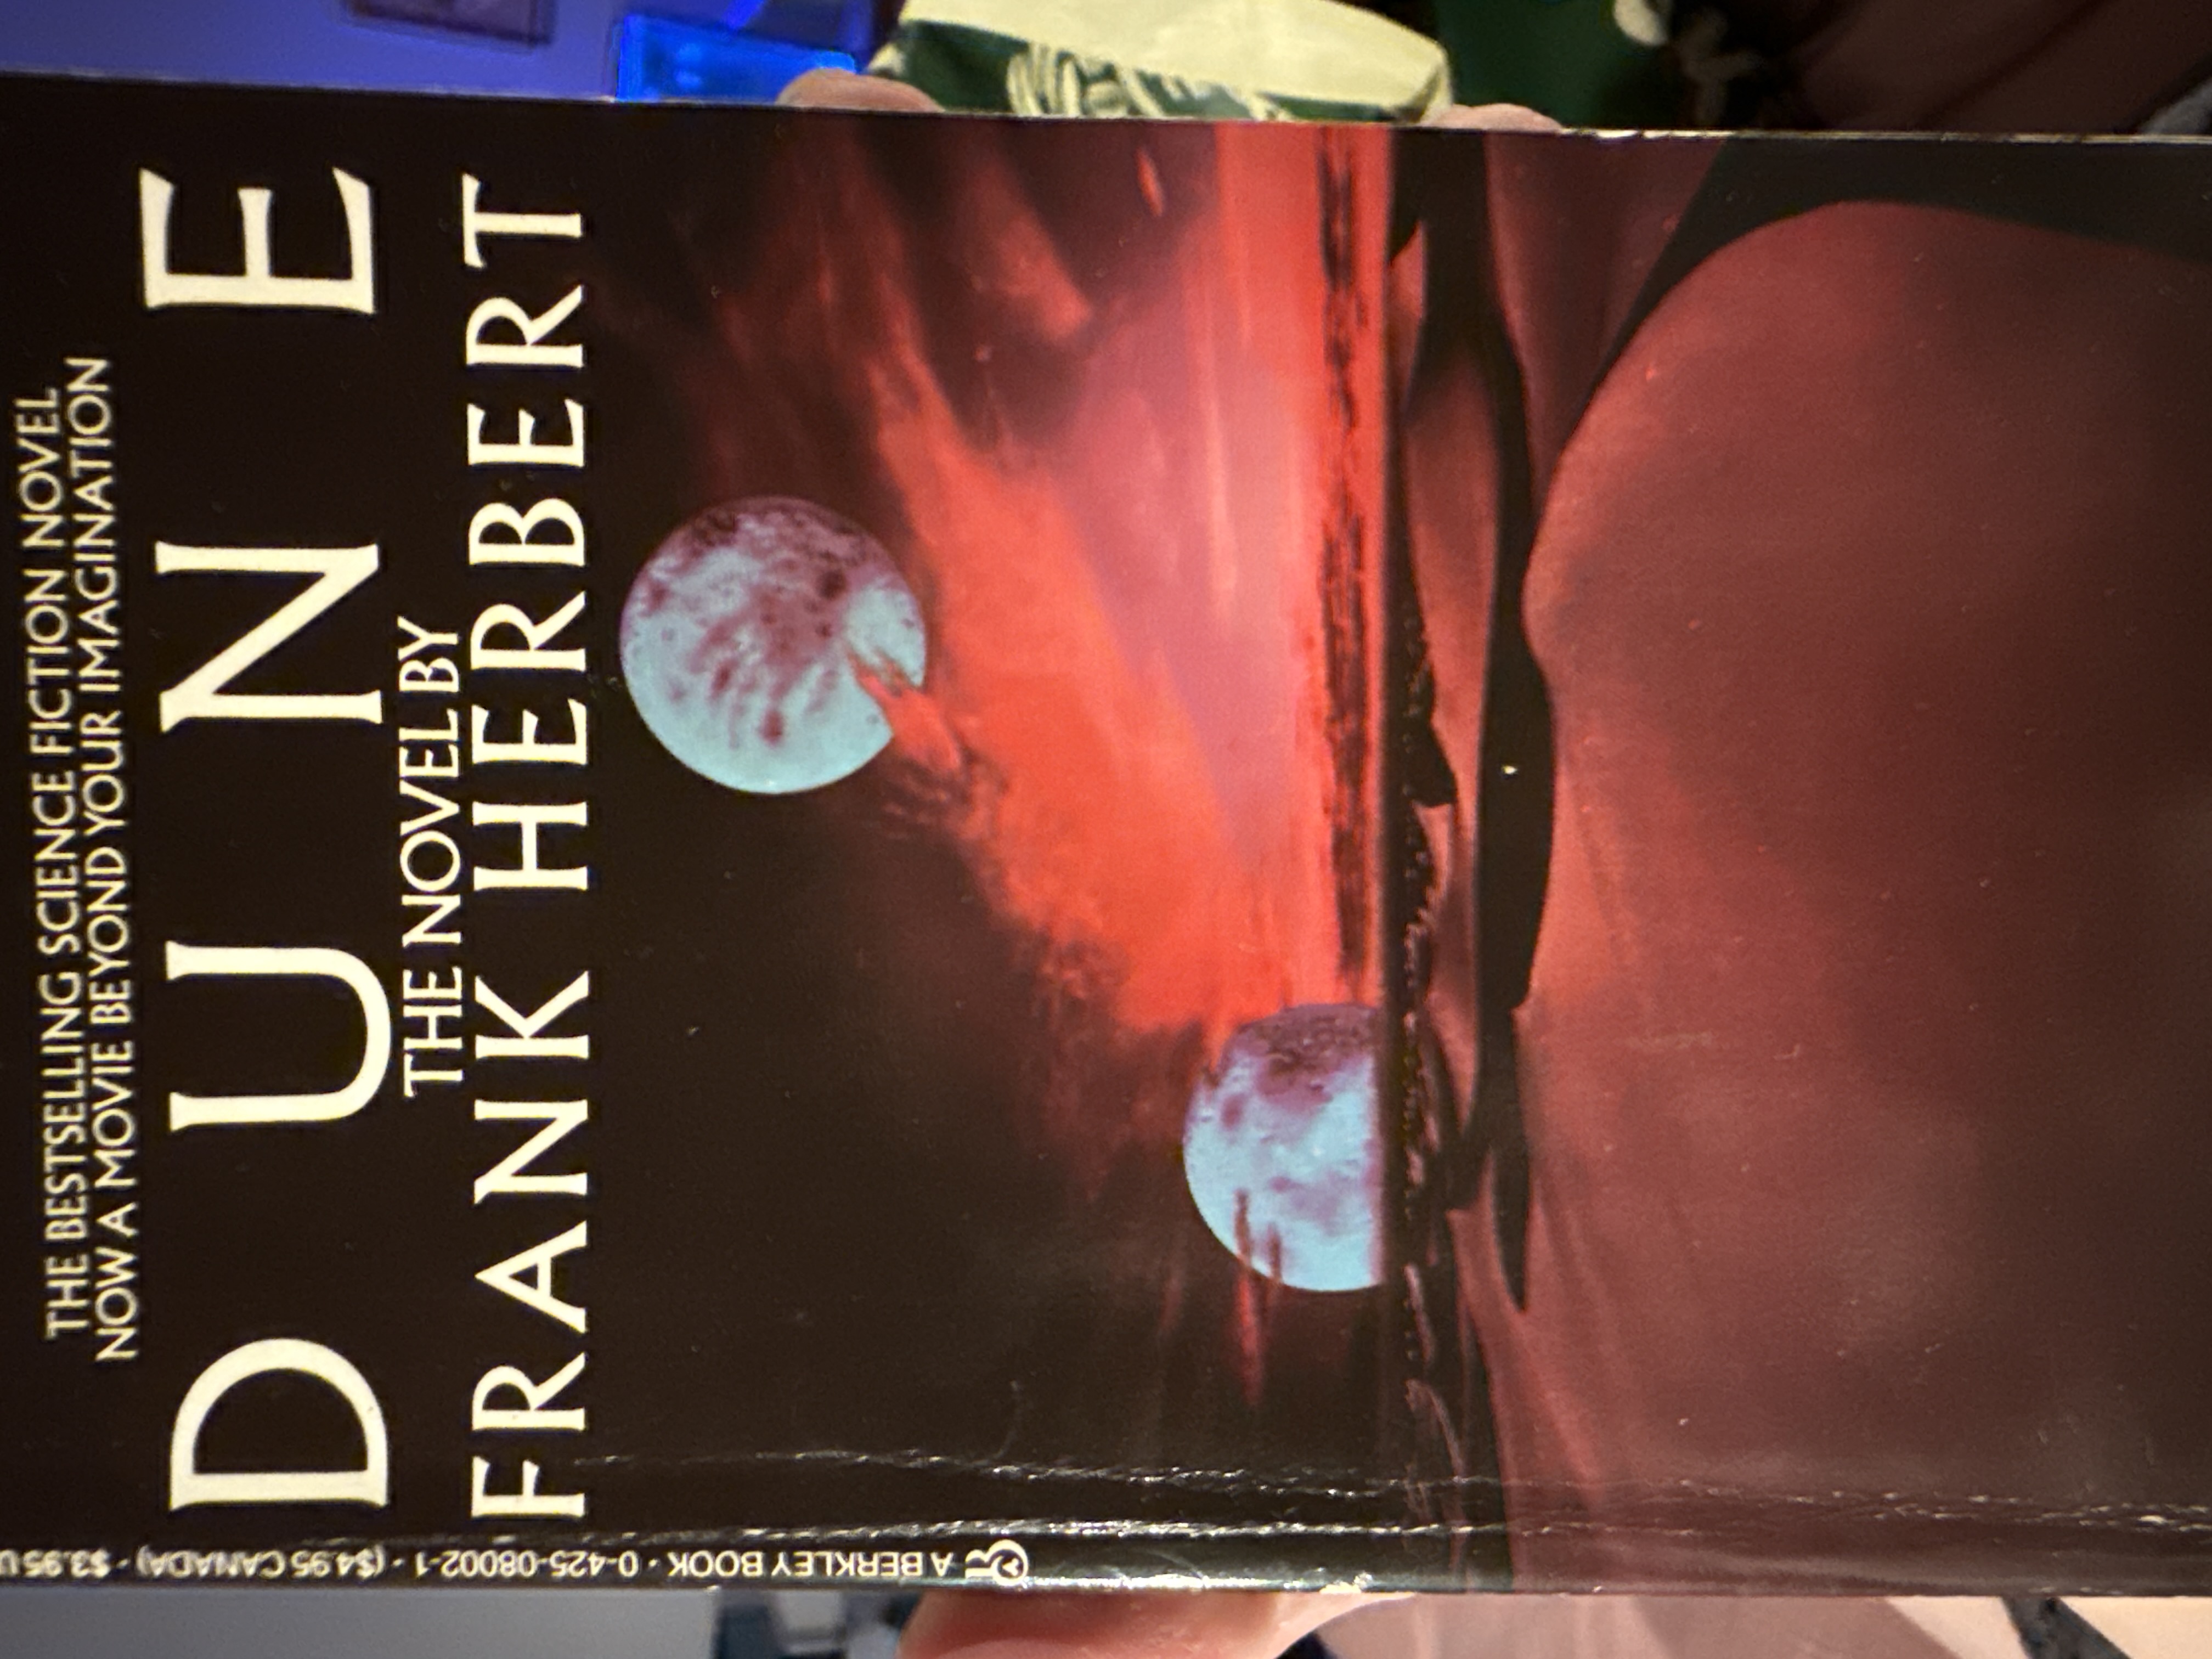 THE BESTSELLING SCIENCE FICTION NOVEL
NOW A MOVIE BEYOND YOUR IMAGINATION
DUNE
THE NOVEL BY
FRANK HERBERT
A BERKLEY BOOK • 0-425-08002-1 • ($4.95 CANADA) • $3.95 U